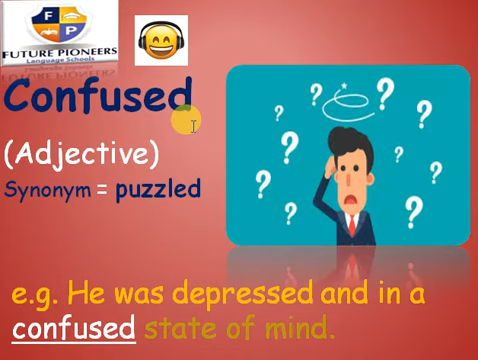 F P
FUTURE PIONEERS
Language Schools
Confused
(Adjective)
Synonym = puzzled
e.g. He was depressed and in a
confused state of mind.